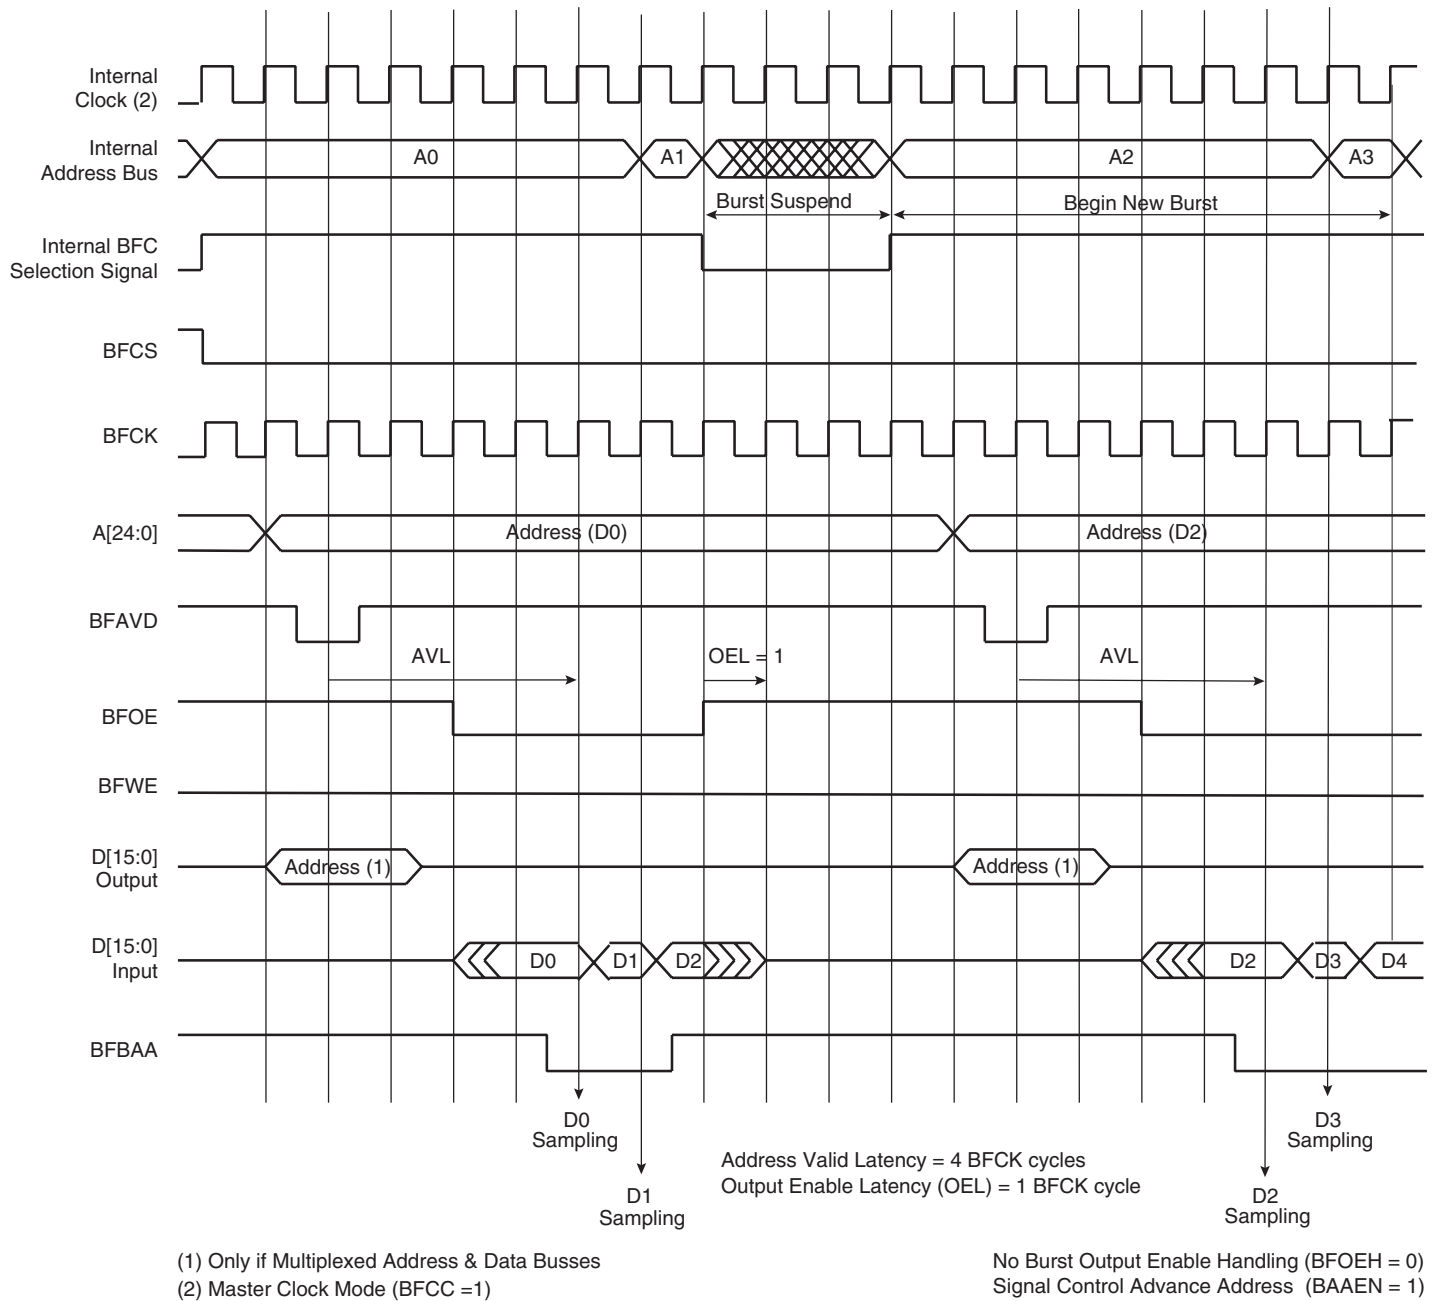 Internal
Clock (2)
Internal
Address Bus
A0
A1
A2
A3
Burst Suspend
Begin New Burst
Internal BFC
Selection Signal
BFCS
BFCK
A[24:0]
Address (D0)
Address (D2)
BFAVD
AVL
OEL = 1
AVL
BFOE
BFWE
D[15:0]
Output
Address (1)
Address (1)
D[15:0]
Input
D0
D1
D2
D2
D3
D4
BFBAA
D0
Sampling
D3
Sampling
Address Valid Latency = 4 BFCK cycles
Output Enable Latency (OEL) = 1 BFCK cycle
D1
Sampling
D2
Sampling
(1) Only if Multiplexed Address & Data Busses
(2) Master Clock Mode (BFCC =1)
No Burst Output Enable Handling (BFOEH = 0)
Signal Control Advance Address (BAAEN = 1)